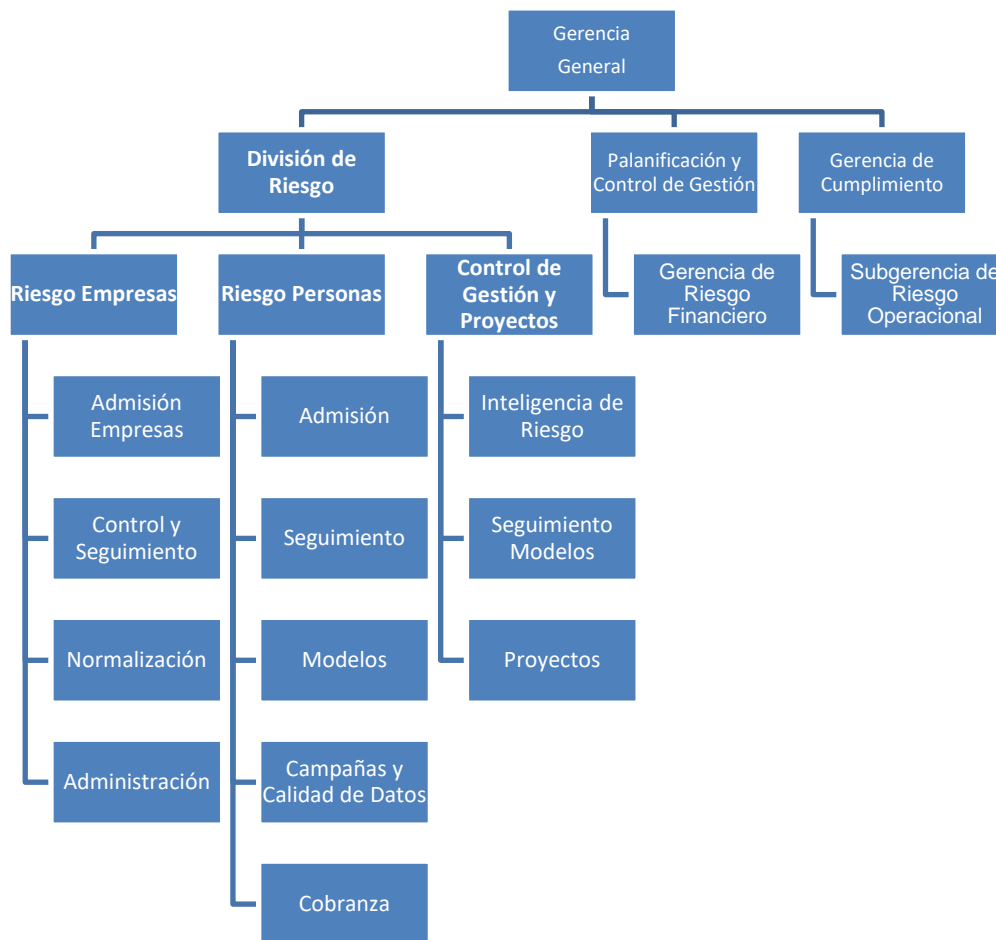 Gerencia
General
División de
Riesgo
Palanificación y
Control de Gestión
Gerencia de
Cumplimiento
Riesgo Empresas
Riesgo Personas
Control de
Gestión y
Proyectos
Gerencia de
Riesgo
Financiero
Subgerencia de
Riesgo
Operacional
Admisión
Empresas
Admisión
Inteligencia de
Riesgo
Control y
Seguimiento
Seguimiento
Seguimiento
Modelos
Normalización
Modelos
Proyectos
Administración
Campañas y
Calidad de Datos
Cobranza